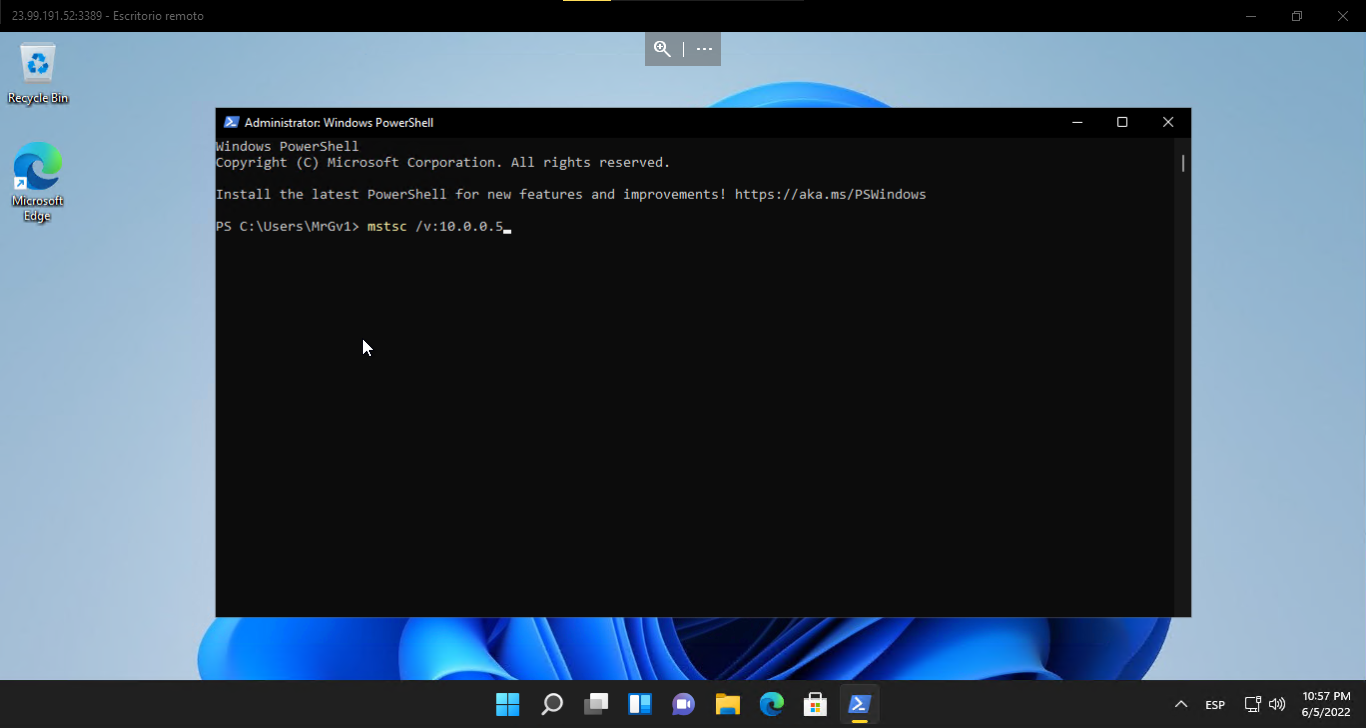 23.99.191.52:3389 - Escritorio remoto
Recycle Bin
Microsoft
Edge
Administrator: Windows PowerShell
Windows PowerShell
Copyright (C) Microsoft Corporation. All rights reserved.
Install the latest PowerShell for new features and improvements! https://aka.ms/PSWindows
PS C:\Users\MrGv1> mstsc /v:10.0.0.5
ESP
10:57 PM
6/5/2022